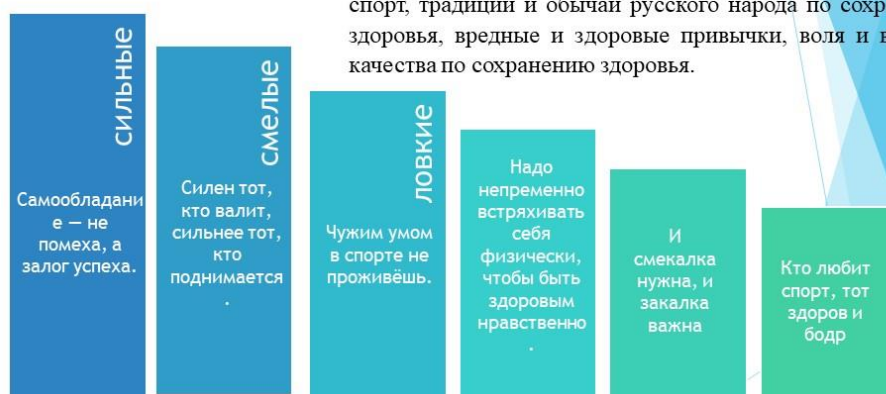 спорт, традиции и обычаи русского народа по
здоровья, вредные и здоровые привычки, воля и
качества по сохранению здоровья.
сильные
Самообладани
е — не
помеха, а
залог успеха.
смелые
Силен тот,
кто валит,
сильнее тот,
кто
поднимается
.
ловкие
Чужим умом
в спорте не
проживёшь.
Надо
непременно
встряхивать
себя
физически,
чтобы быть
здоровым
нравственно
.
И
смекалка
нужна, и
закалка
важна
Кто любит
спорт, тот
здоров и
бодр